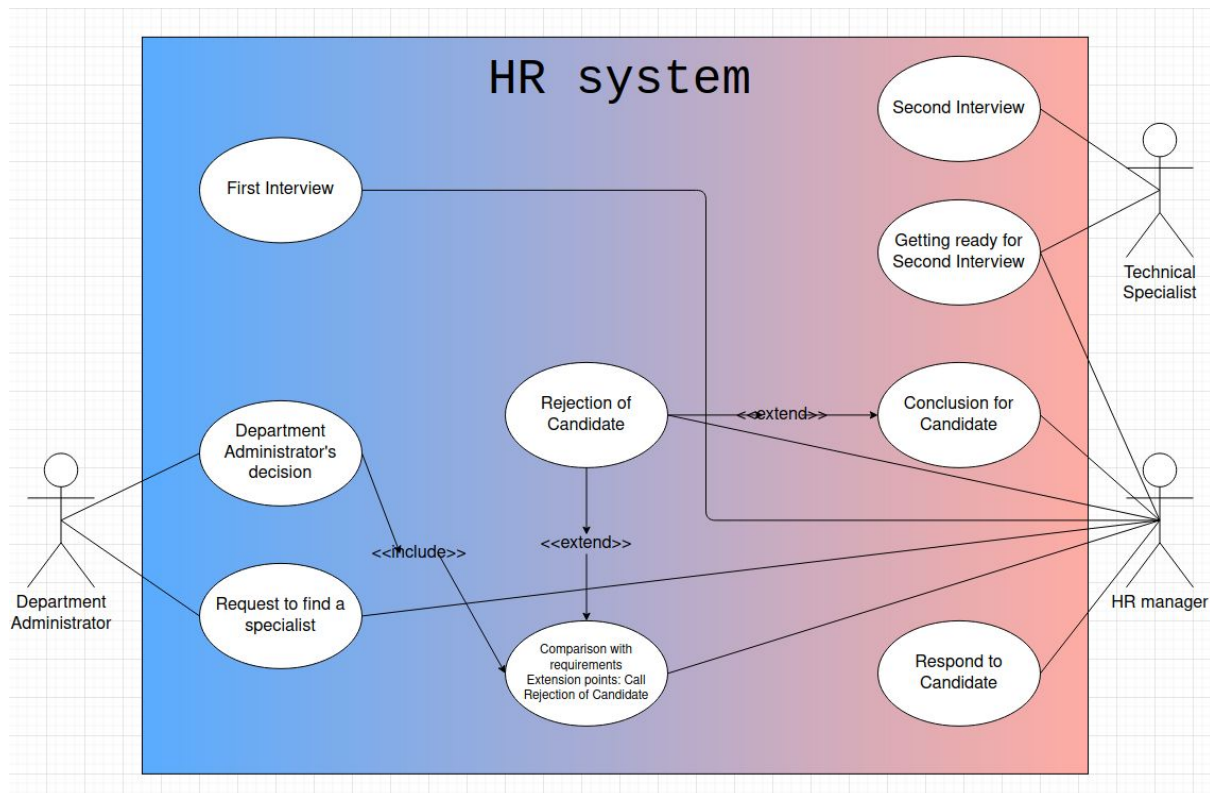 HR system
Second Interview
First Interview
Getting ready for
Second Interview
Technical
Specialist
Rejection of
Candidate
<<extend>>
Conclusion for
Candidate
Department
Administrator's
decision
<<include>>
<<extend>>
Department
Administrator
Request to find a
specialist
HR manager
Comparison with
requirements
Extension points: Call
Rejection of Candidate
Respond to
Candidate